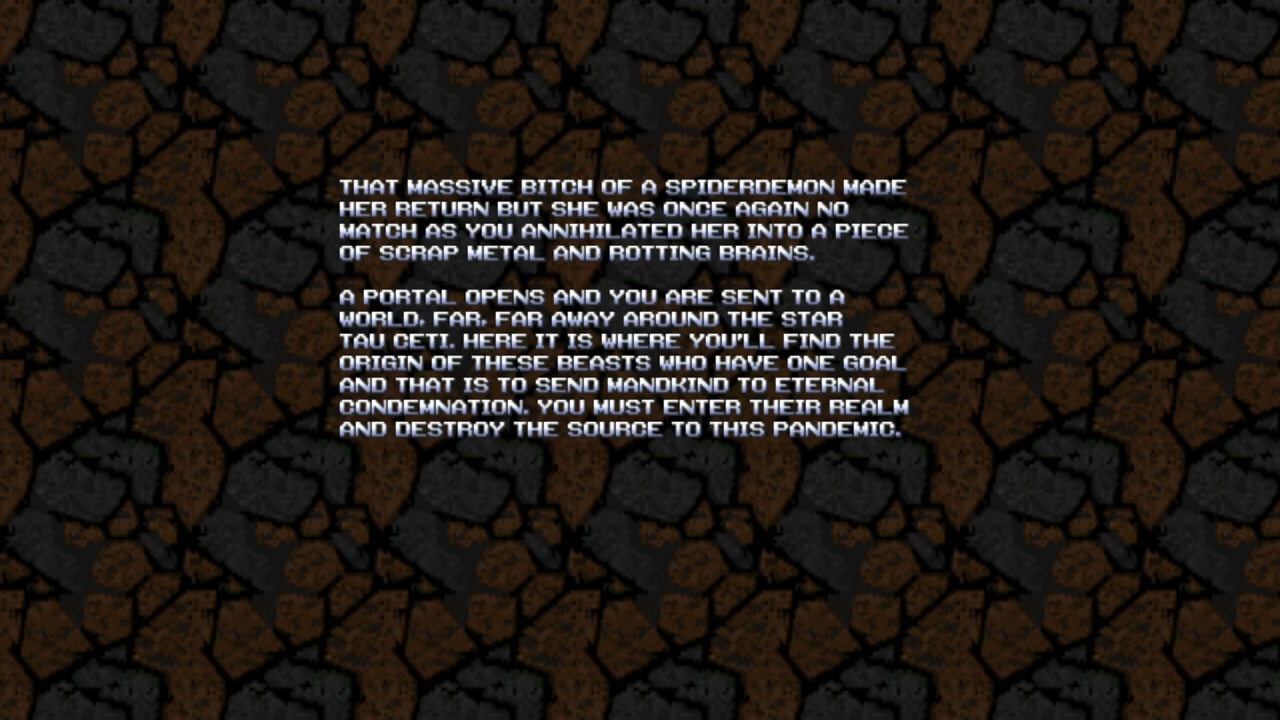 THAT MASSIVE BITCH OF A SPIDERDEMON MADE
HER RETURN BUT SHE WAS ONCE AGAIN NO
MATCH AS YOU ANNIHILATED HER INTO A PIECE
OF SCRAP METAL AND ROTTING BRAINS.
A PORTAL OPENS AND YOU ARE SENT TO A
WORLD, FAR, FAR AWAY AROUND THE STAR
TAU CETI. HERE IT IS WHERE YOU'LL FIND THE
ORIGIN OF THESE BEASTS WHO HAVE ONE GOAL
AND THAT IS TO SEND MANDKIND TO ETERNAL
CONDEMNATION. YOU MUST ENTER THEIR REALM
AND DESTROY THE SOURCE TO THIS PANDEMIC.